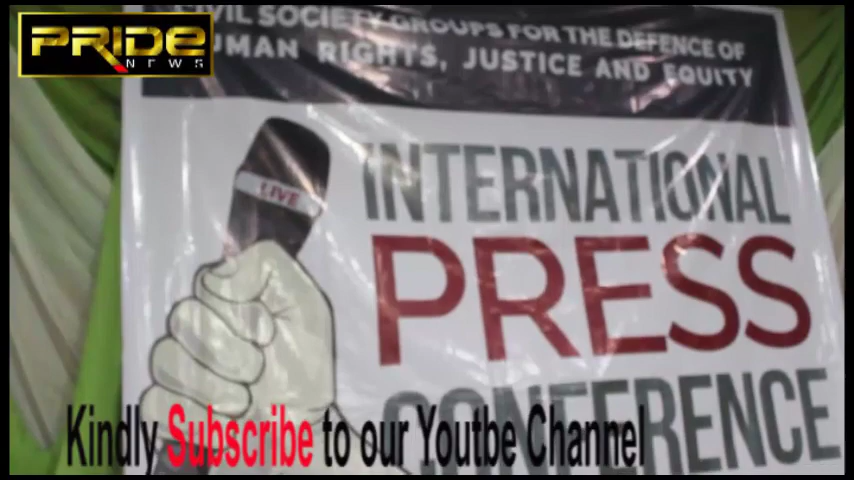 PRIDE
NEWS
CIVIL SOCIETY GROUPS FOR THE DEFENCE OF
HUMAN RIGHTS, JUSTICE AND EQUITY
LIVE
INTERNATIONAL
PRESS
CONFERENCE
Kindly Subscribe to our Youtbe Channel